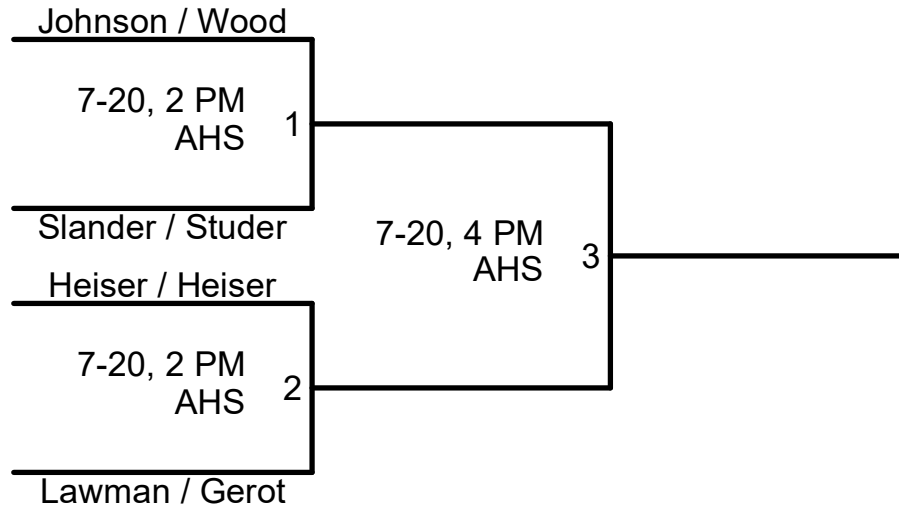 Johnson / Wood
7-20, 2 PM
AHS
1
Slander / Studer
7-20, 4 PM
AHS
3
Heiser / Heiser
7-20, 2 PM
AHS
2
Lawman / Gerot